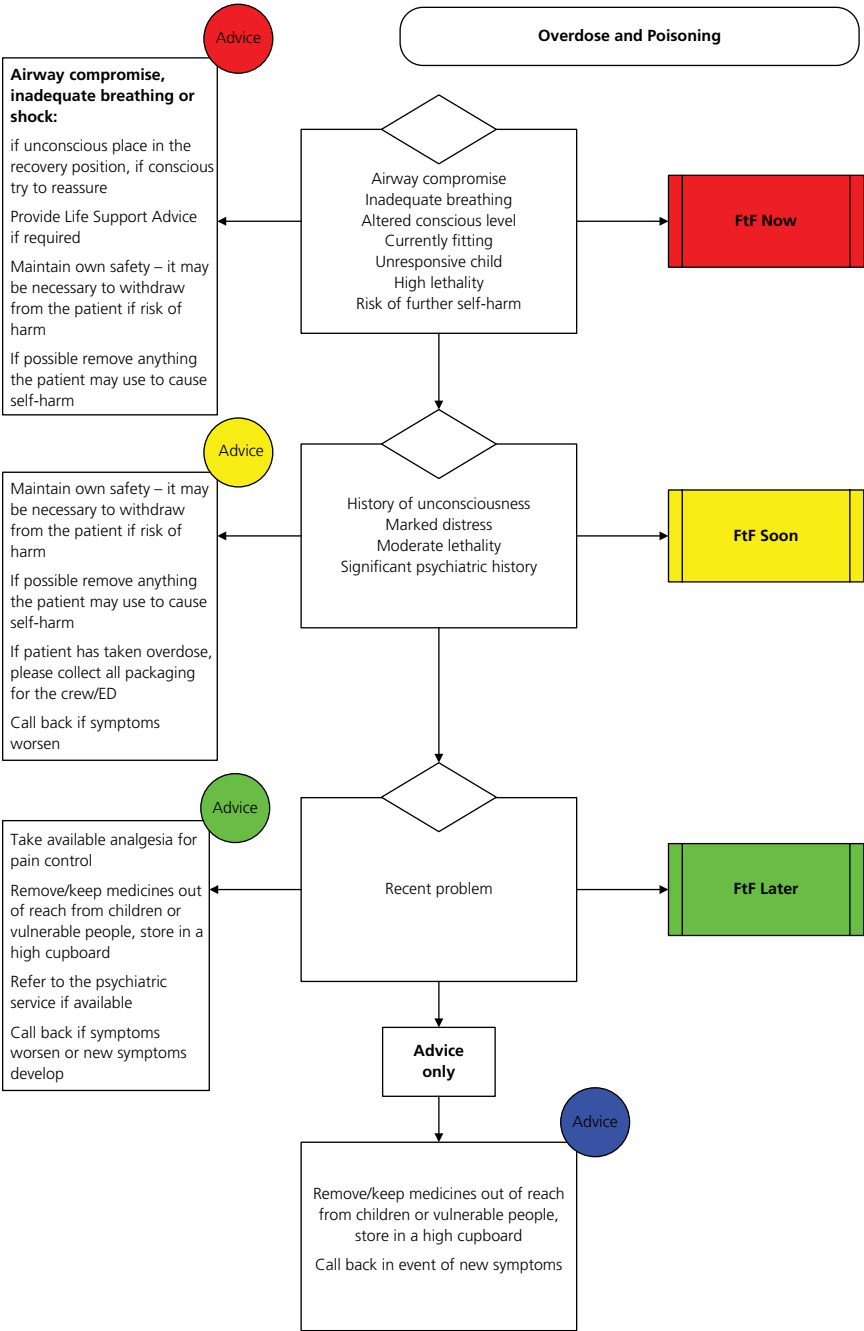 Overdose and Poisoning
Advice
Airway compromise,
inadequate breathing or
shock:
if unconscious place in the
recovery position, if conscious
try to reassure
Provide Life Support Advice
if required
Maintain own safety – it may
be necessary to withdraw
from the patient if risk of
harm
If possible remove anything
the patient may use to cause
self-harm
Airway compromise
Inadequate breathing
Altered conscious level
Currently fitting
Unresponsive child
High lethality
Risk of further self-harm
FtF Now
Advice
Maintain own safety – it may
be necessary to withdraw
from the patient if risk of
harm
If possible remove anything
the patient may use to cause
self-harm
If patient has taken overdose,
please collect all packaging
for the crew/ED
Call back if symptoms
worsen
History of unconsciousness
Marked distress
Moderate lethality
Significant psychiatric history
FtF Soon
Advice
Take available analgesia for
pain control
Remove/keep medicines out
of reach from children or
vulnerable people, store in a
high cupboard
Refer to the psychiatric
service if available
Call back if symptoms
worsen or new symptoms
develop
Recent problem
FtF Later
Advice
only
Advice
Remove/keep medicines out of reach
from children or vulnerable people,
store in a high cupboard
Call back in event of new symptoms